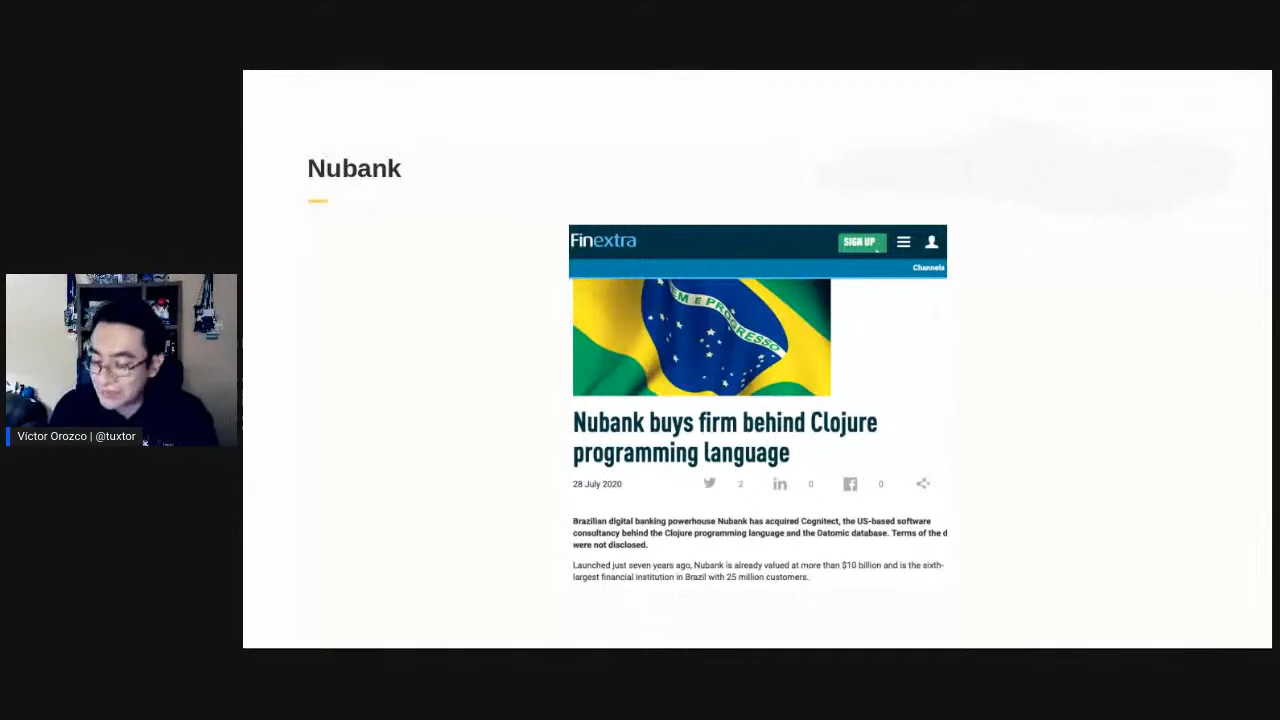 Nubank
Finextra
SIGN UP
Channels
EM E PROGRESSO
Nubank buys firm behind Clojure
programming language
28 July 2020
2
0
0
Brazilian digital banking powerhouse Nubank has acquired Cognitect, the US-based software
consultancy behind the Clojure programming language and the Datomic database. Terms of the d
were not disclosed.
Launched just seven years ago, Nubank is already valued at more than $10 billion and is the sixth-
largest financial institution in Brazil with 25 million customers.
Víctor Orozco | @tuxtor